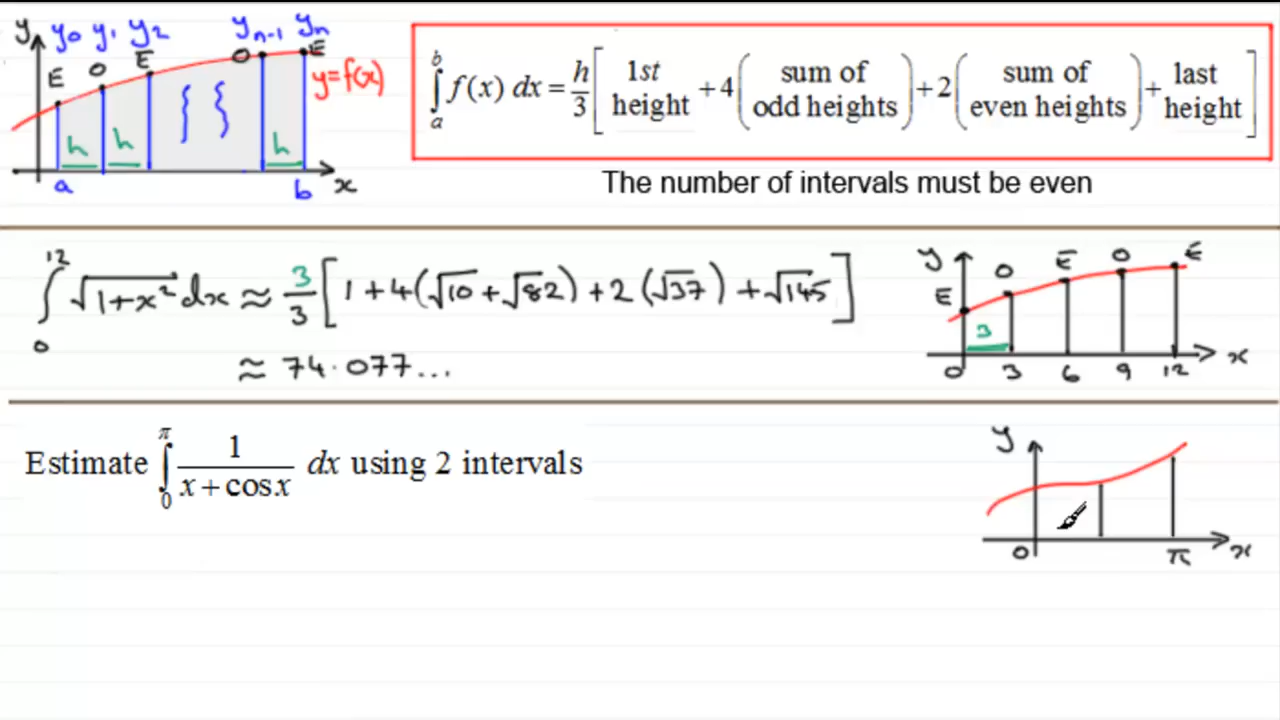 y y0 y1 y2 yn-1 yn
E O E O E
y=f(x)
h h h
a b x
∫ₐᵇ f(x) dx = h/3 [ 1st height + 4 ( sum of odd heights ) + 2 ( sum of even heights ) + last height ]
The number of intervals must be even
∫₀¹² √(1+x²) dx ≈ 3/3 [ 1 + 4(√10 + √82) + 2(√37) + √145 ]
≈ 74.077...
y E O E O E
3
0 3 6 9 12 x
Estimate ∫₀^π 1/(x + cos x) dx using 2 intervals
y
0 π x